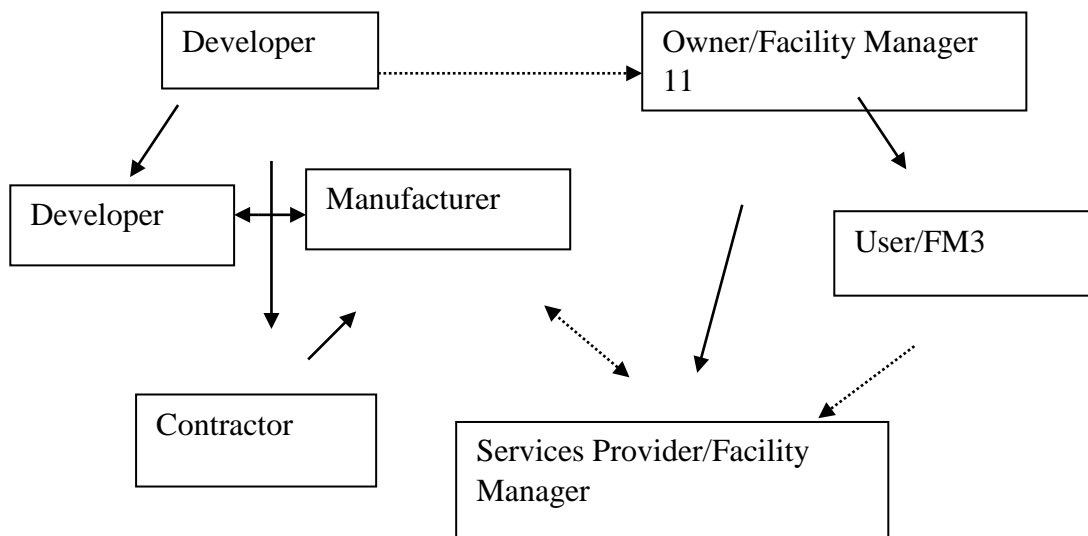 Developer
Owner/Facility Manager
11
Developer
Manufacturer
User/FM3
Contractor
Services Provider/Facility
Manager